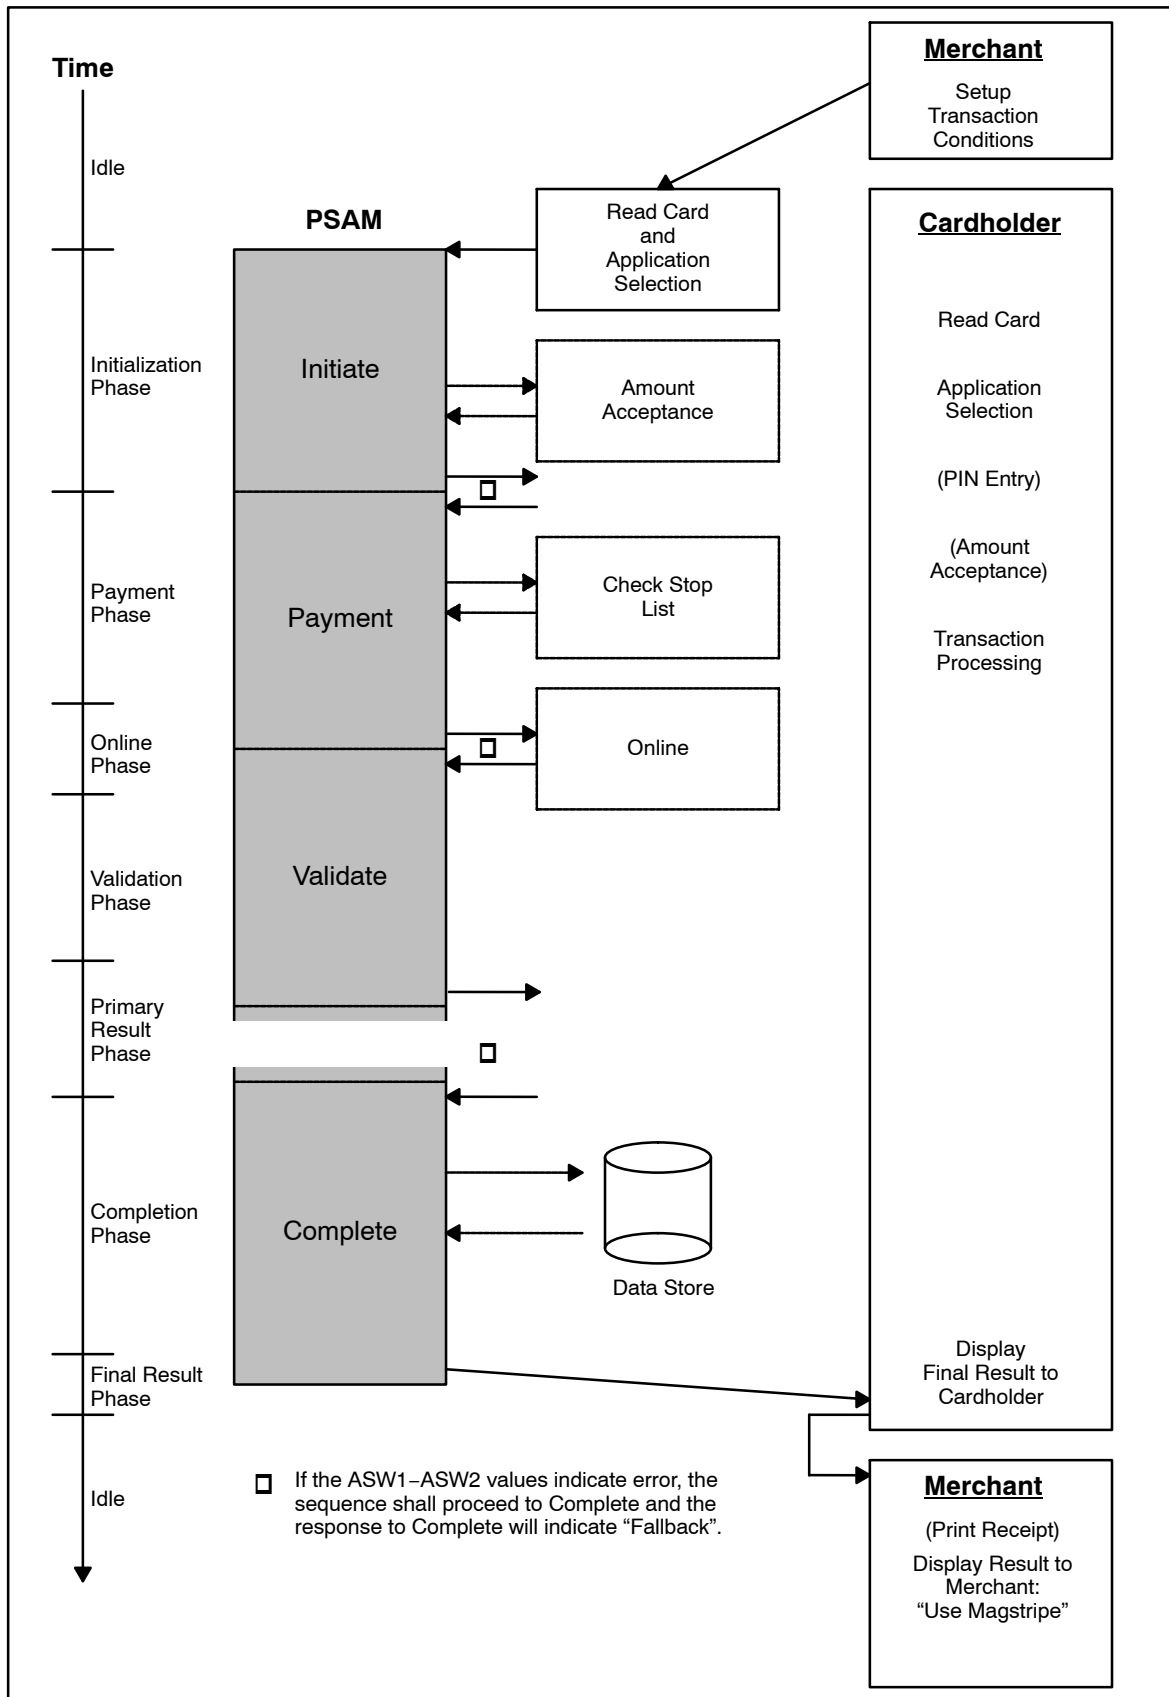 Time
Idle
Initialization
Phase
Payment
Phase
Online
Phase
Validation
Phase
Primary
Result
Phase
Completion
Phase
Final Result
Phase
Idle
PSAM
Initiate
Payment
Validate
Complete
Read Card
and
Application
Selection
Amount
Acceptance
Check Stop
List
Online
Data Store
Merchant
Setup
Transaction
Conditions
Cardholder
Read Card
Application
Selection
(PIN Entry)
(Amount
Acceptance)
Transaction
Processing
Display
Final Result to
Cardholder
Merchant
(Print Receipt)
Display Result to
Merchant:
“Use Magstripe”
If the ASW1–ASW2 values indicate error, the
sequence shall proceed to Complete and the
response to Complete will indicate “Fallback”.